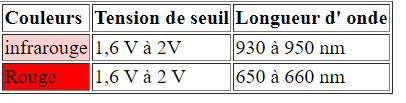 Couleurs Tension de seuil Longueur d' onde
infrarouge 1,6 V à 2V 930 à 950 nm
Rouge 1,6 V à 2 V 650 à 660 nm